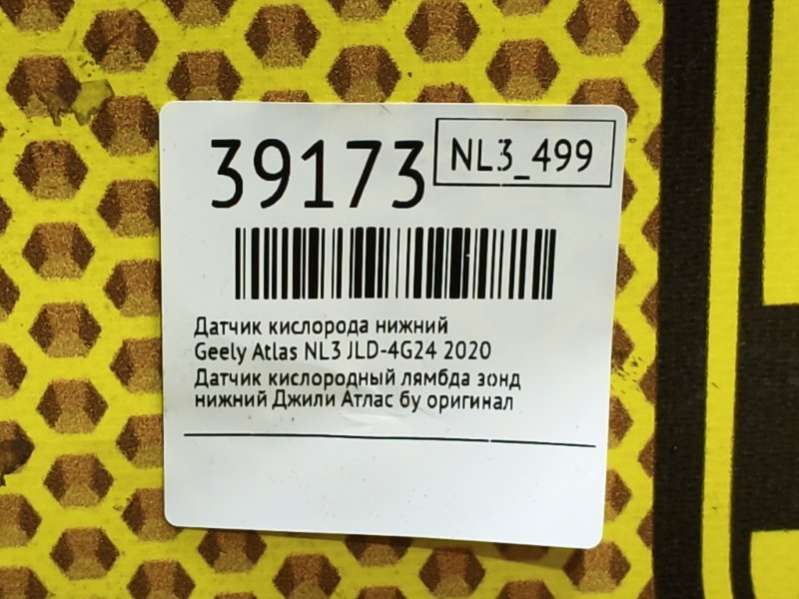 39173
NL3_499
Датчик кислорода нижний
Geely Atlas NL3 JLD-4G24 2020
Датчик кислородный лямбда зонд
нижний Джили Атлас бу оригинал